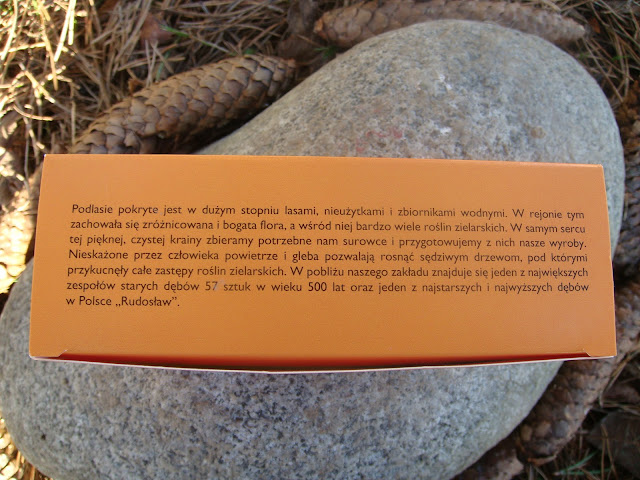 Podlasie pokryte jest w dużym stopniu lasami, nieużytkami i zbiornikami wodnymi. W rejonie tym
zachowała się zróżnicowana i bogata flora, a wśród niej bardzo wiele roślin zielarskich. W samym sercu
tej pięknej, czystej krainy zbieramy potrzebne nam surowce i przygotowujemy z nich nasze wyroby.
Nieskażone przez człowieka powietrze i gleba pozwalają rosnąć sędziwym drzewom, pod którymi
przykucnęły całe zastępy roślin zielarskich. W pobliżu naszego zakładu znajduje się jeden z największych
zespołów starych dębów 57 sztuk w wieku 500 lat oraz jeden z najstarszych i najwyższych dębów
w Polsce „Rudosław”.